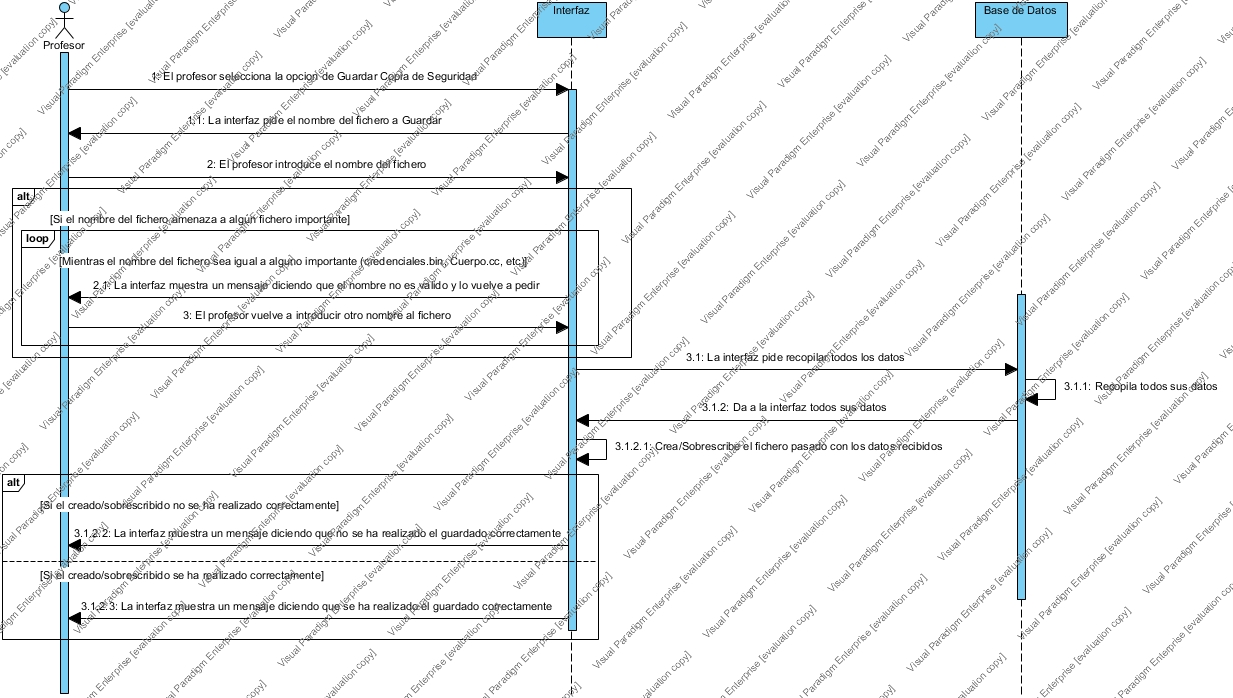 Profesor
Interfaz
Base de Datos
1: El profesor selecciona la opcion de Guardar Copia de Seguridad
1.1: La interfaz pide el nombre del fichero a Guardar
2: El profesor introduce el nombre del fichero
alt
[Si el nombre del fichero amenaza a algún fichero importante]
loop
[Mientras el nombre del fichero sea igual a alguno importante (credenciales.bin, Cuerpo.cc, etc)]
2.1: La interfaz muestra un mensaje diciendo que el nombre no es valido y lo vuelve a pedir
3: El profesor vuelve a introducir otro nombre al fichero
3.1: La interfaz pide recopilar todos los datos
3.1.1: Recopila todos sus datos
3.1.2: Da a la interfaz todos sus datos
3.1.2.1: Crea/Sobrescribe el fichero pasado con los datos recibidos
alt
[Si el creado/sobrescribido no se ha realizado correctamente]
3.1.2.2: La interfaz muestra un mensaje diciendo que no se ha realizado el guardado correctamente
[Si el creado/sobrescribido se ha realizado correctamente]
3.1.2.3: La interfaz muestra un mensaje diciendo que se ha realizado el guardado correctamente
Visual Paradigm Enterprise [evaluation copy]